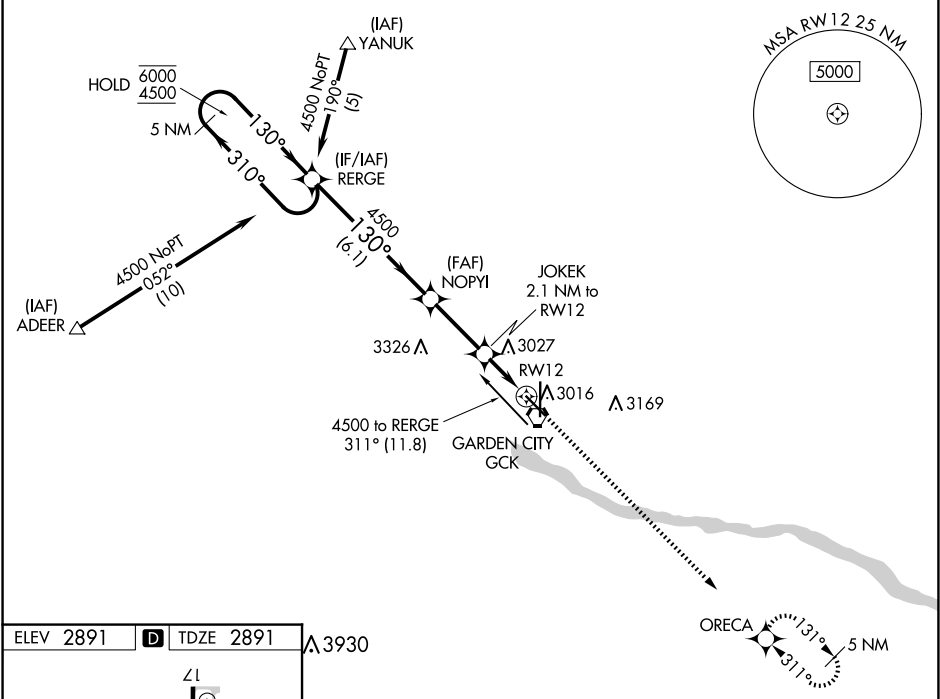 (IAF)
YANUK
MSA RW12 25 NM
5000
HOLD 6000
4500
4500 NoPT
190°
(5)
5 NM
130°
310°
(IF/IAF)
RERGE
4500
130°
(6.1)
4500 NoPT
052°
(10)
(IAF)
ADEER
(FAF)
NOPYI
JOKEK
2.1 NM to
RW12
3326
3027
RW12
3016
3169
4500 to RERGE
311° (11.8)
GARDEN CITY
GCK
ORECA
131°
311°
5 NM
ELEV 2891 D TDZE 2891
3930
17